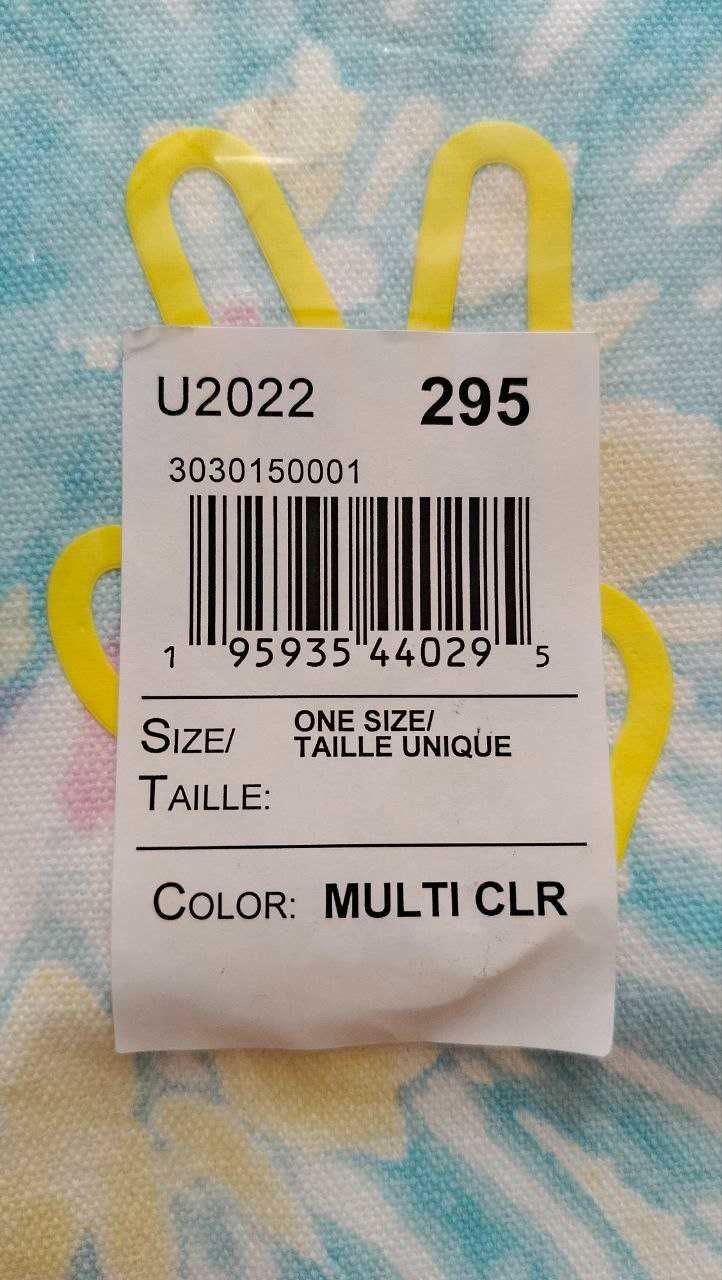 U2022 295
3030150001
1 95935 44029 5
SIZE/ ONE SIZE/
TAILLE UNIQUE
TAILLE:
COLOR: MULTI CLR